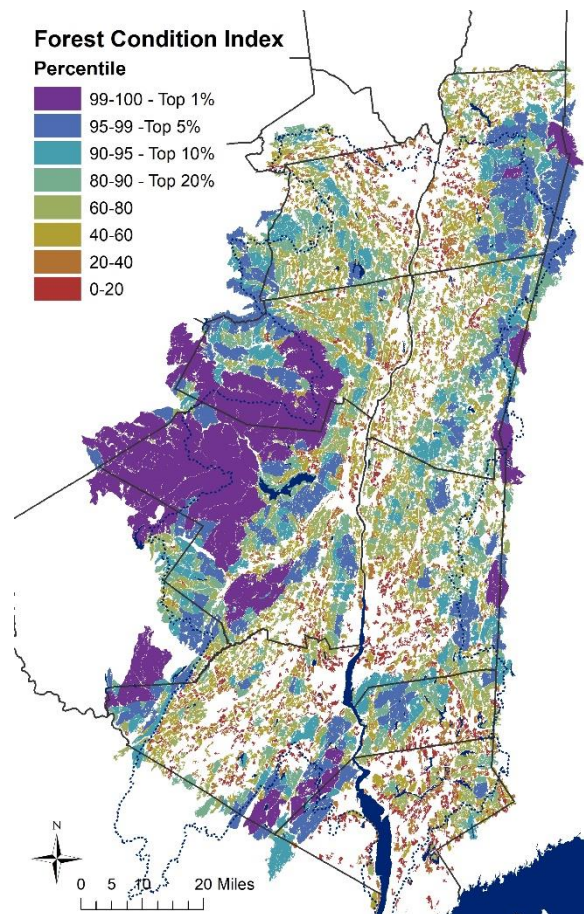 Forest Condition Index
Percentile
99-100 - Top 1%
95-99 -Top 5%
90-95 - Top 10%
80-90 - Top 20%
60-80
40-60
20-40
0-20
N
0 5 10 20 Miles